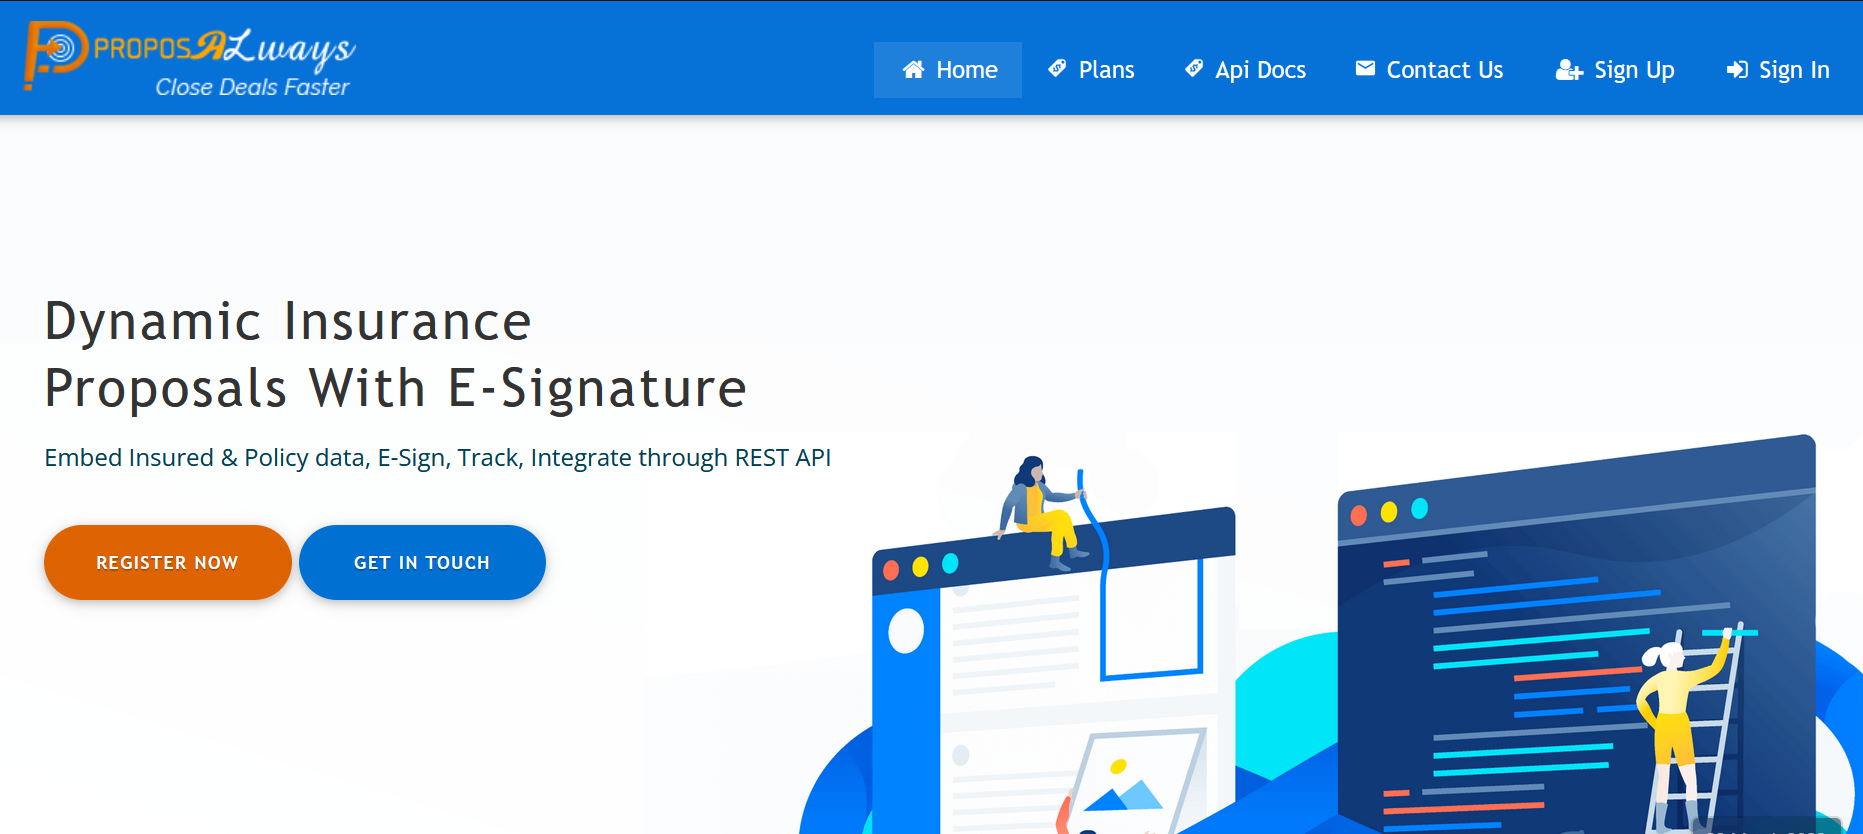 PROPOSALways
Close Deals Faster
Home
Plans
Api Docs
Contact Us
Sign Up
Sign In
Dynamic Insurance
Proposals With E-Signature
Embed Insured & Policy data, E-Sign, Track, Integrate through REST API
REGISTER NOW
GET IN TOUCH